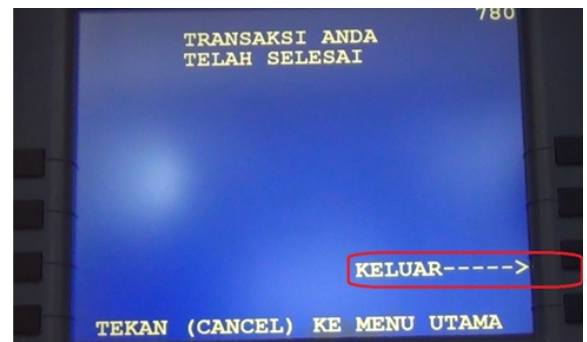 780
TRANSAKSI ANDA
TELAH SELESAI
KELUAR----->
TEKAN (CANCEL) KE MENU UTAMA